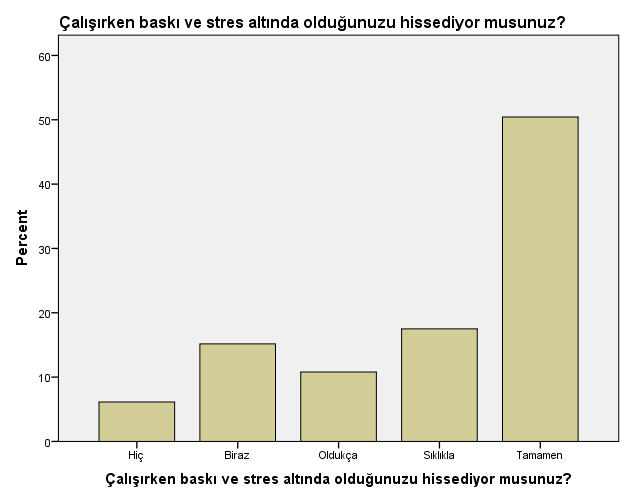 Çalışırken baskı ve stres altında olduğunuzu hissediyor musunuz?
60
50
40
30
20
10
0
Percent
Hiç
Biraz
Oldukça
Sıklıkla
Tamamen
Çalışırken baskı ve stres altında olduğunuzu hissediyor musunuz?